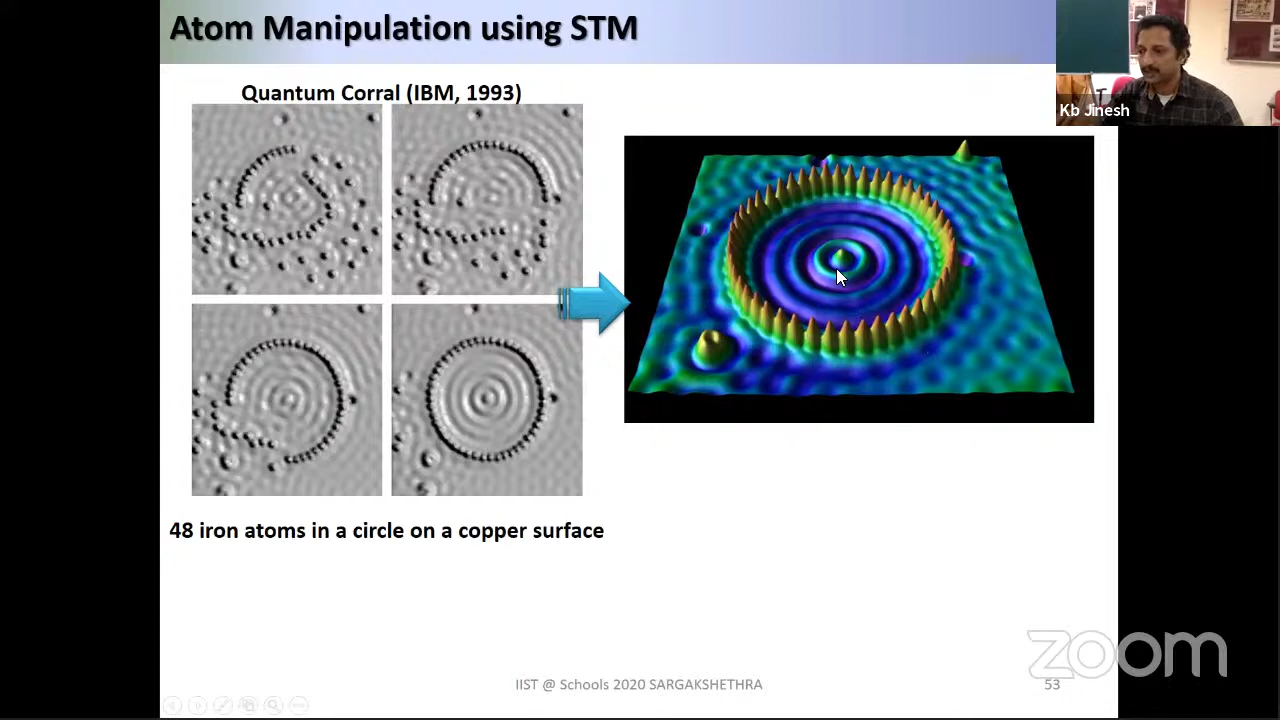 Atom Manipulation using STM
Kb Jinesh
Quantum Corral (IBM, 1993)
48 iron atoms in a circle on a copper surface
zoom
IIST @ Schools 2020 SARGAKSHETHRA
53